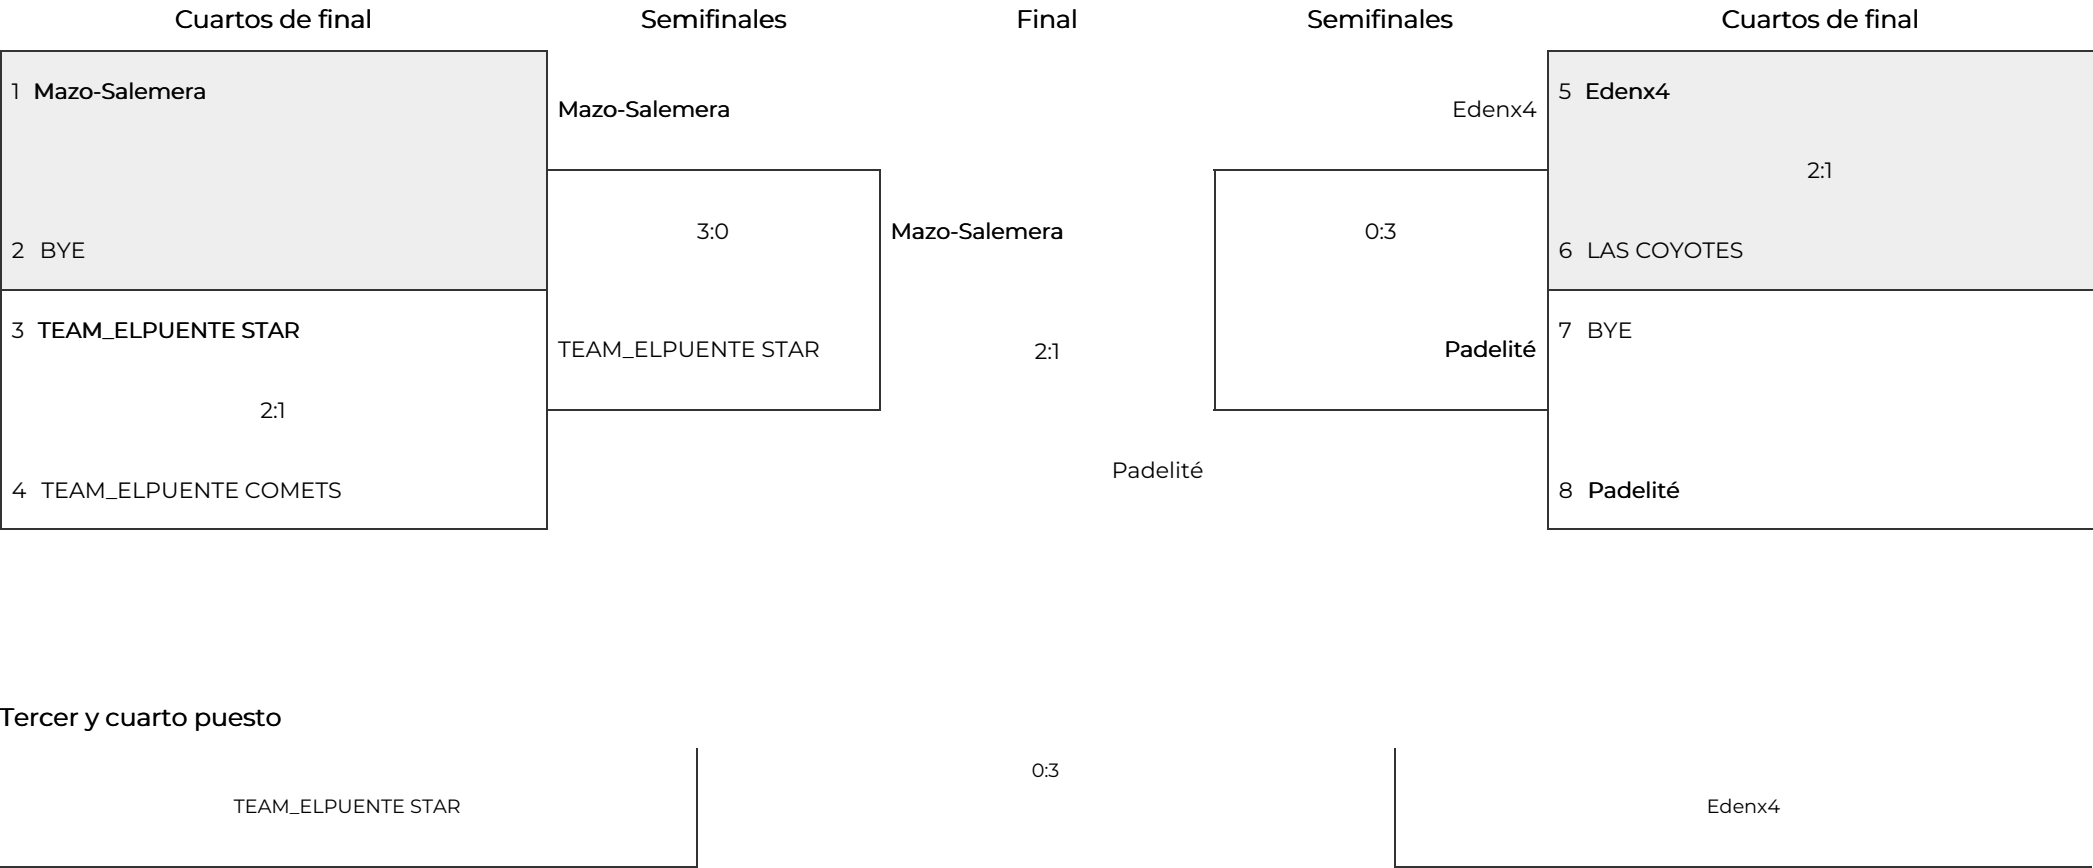 Cuartos de final
Semifinales
Final
Semifinales
Cuartos de final
1 Mazo-Salemera
2 BYE
3 TEAM_ELPUENTE STAR
2:1
4 TEAM_ELPUENTE COMETS
Mazo-Salemera
3:0
TEAM_ELPUENTE STAR
Mazo-Salemera
2:1
Padelité
Edenx4
0:3
Padelité
5 Edenx4
2:1
6 LAS COYOTES
7 BYE
8 Padelité
Tercer y cuarto puesto
TEAM_ELPUENTE STAR
0:3
Edenx4